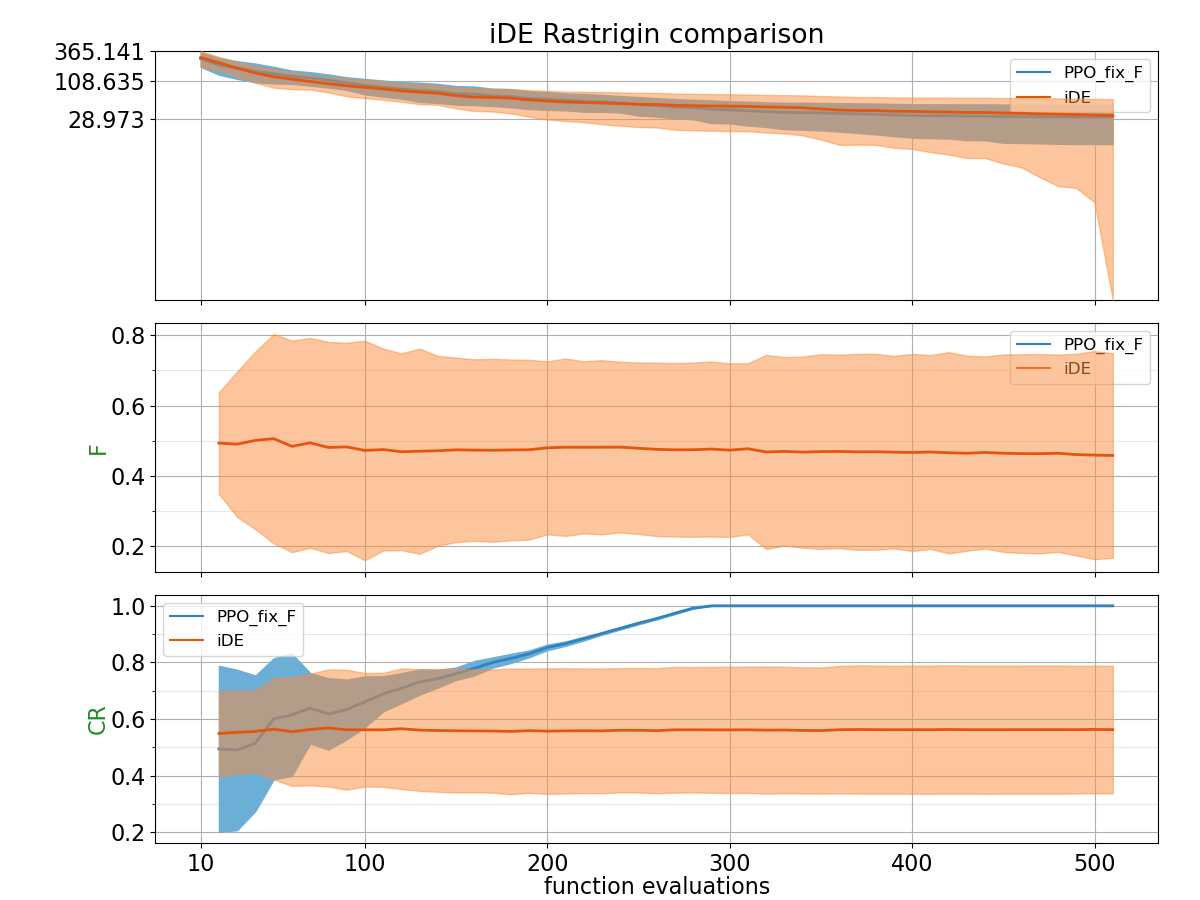 iDE Rastrigin comparison
365.141
108.635
28.973
PPO_fix_F
iDE
0.8
0.6
0.4
0.2
F
PPO_fix_F
iDE
1.0
0.8
0.6
0.4
0.2
CR
PPO_fix_F
iDE
10 100 200 300 400 500
function evaluations